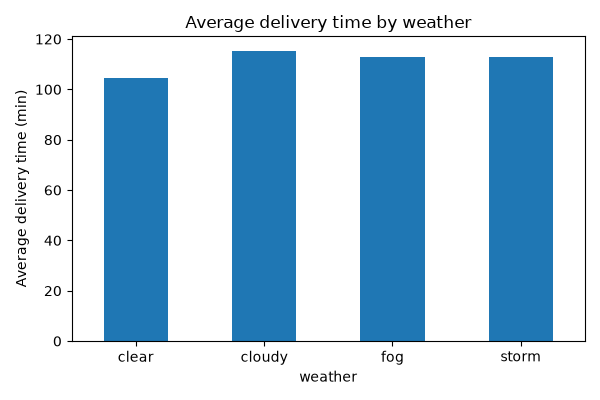 Average delivery time by weather
Average delivery time (min)
120
100
80
60
40
20
0
clear
cloudy
fog
storm
weather